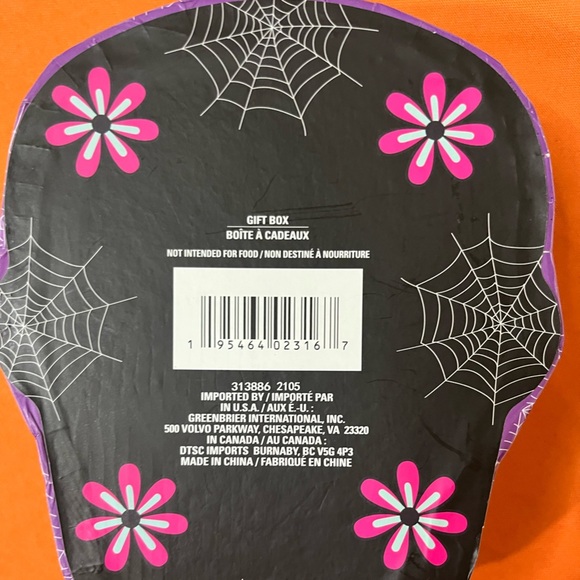 GIFT BOX
BOÎTE À CADEAUX
NOT INTENDED FOR FOOD / NON DESTINÉ À NOURRITURE
1 95464 02316 7
313886 2105
IMPORTED BY / IMPORTÉ PAR
IN U.S.A. / AUX É.-U. :
GREENBRIER INTERNATIONAL, INC.
500 VOLVO PARKWAY, CHESAPEAKE, VA 23320
IN CANADA / AU CANADA :
DTSC IMPORTS BURNABY, BC V5G 4P3
MADE IN CHINA / FABRIQUÉ EN CHINE